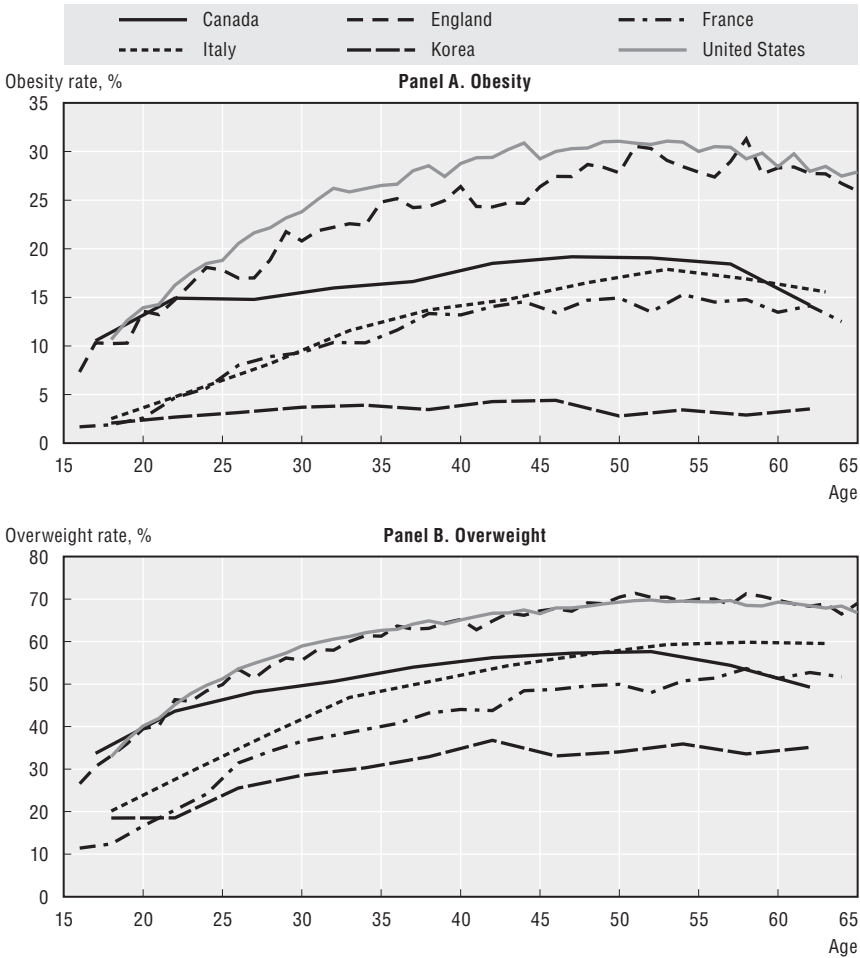 Canada England France
Italy Korea United States
Obesity rate, % Panel A. Obesity
35
30
25
20
15
10
5
0
15 20 25 30 35 40 45 50 55 60 65
Age
Overweight rate, % Panel B. Overweight
80
70
60
50
40
30
20
10
0
15 20 25 30 35 40 45 50 55 60 65
Age